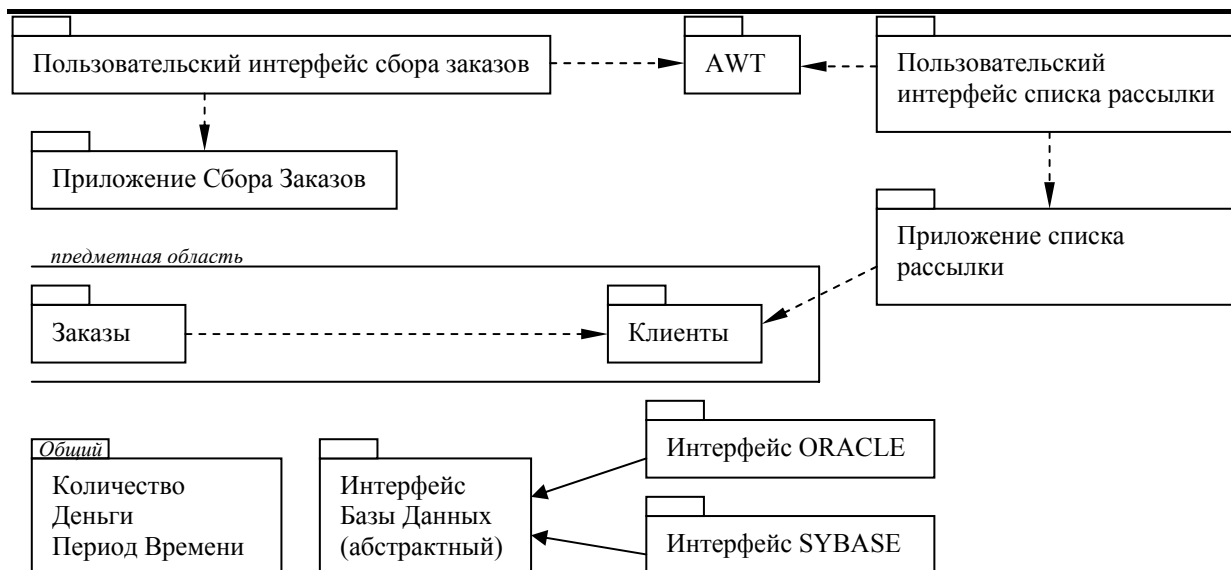 Пользовательский интерфейс сбора заказов
AWT
Пользовательский
интерфейс списка рассылки
Приложение Сбора Заказов
Приложение списка
рассылки
предметная область
Заказы
Клиенты
Общий
Количество
Деньги
Период Времени
Интерфейс
Базы Данных
(абстрактный)
Интерфейс ORACLE
Интерфейс SYBASE